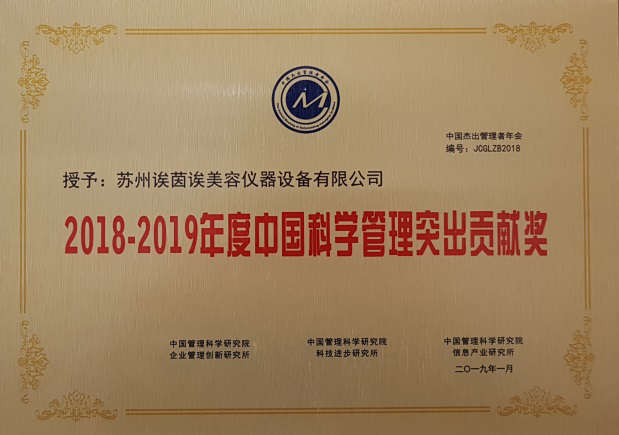 中国杰出管理者年会
编号：JCGLZB2018
授予：苏州诶茵诶美容仪器设备有限公司
2018-2019年度中国科学管理突出贡献奖
中国管理科学研究院 中国管理科学研究院 中国管理科学研究院
企业管理创新研究所 科技进步研究所 信息产业研究所
二〇一九年一月